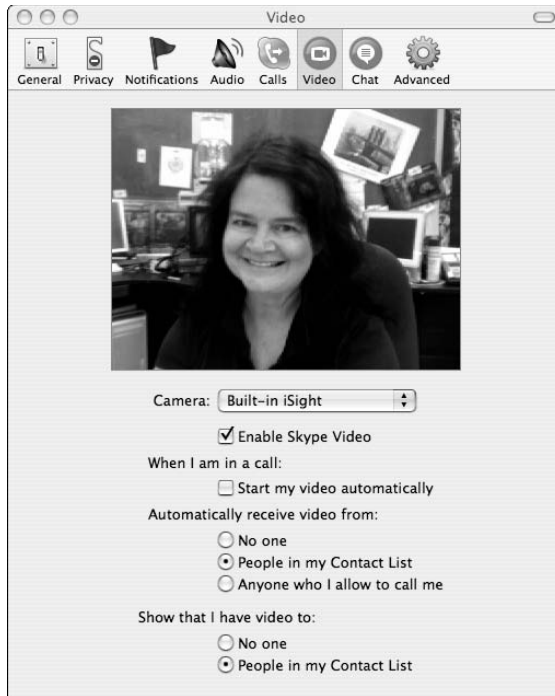 Video
General Privacy Notifications Audio Calls Video Chat Advanced
Camera: Built-in iSight
Enable Skype Video
When I am in a call:
Start my video automatically
Automatically receive video from:
No one
People in my Contact List
Anyone who I allow to call me
Show that I have video to:
No one
People in my Contact List